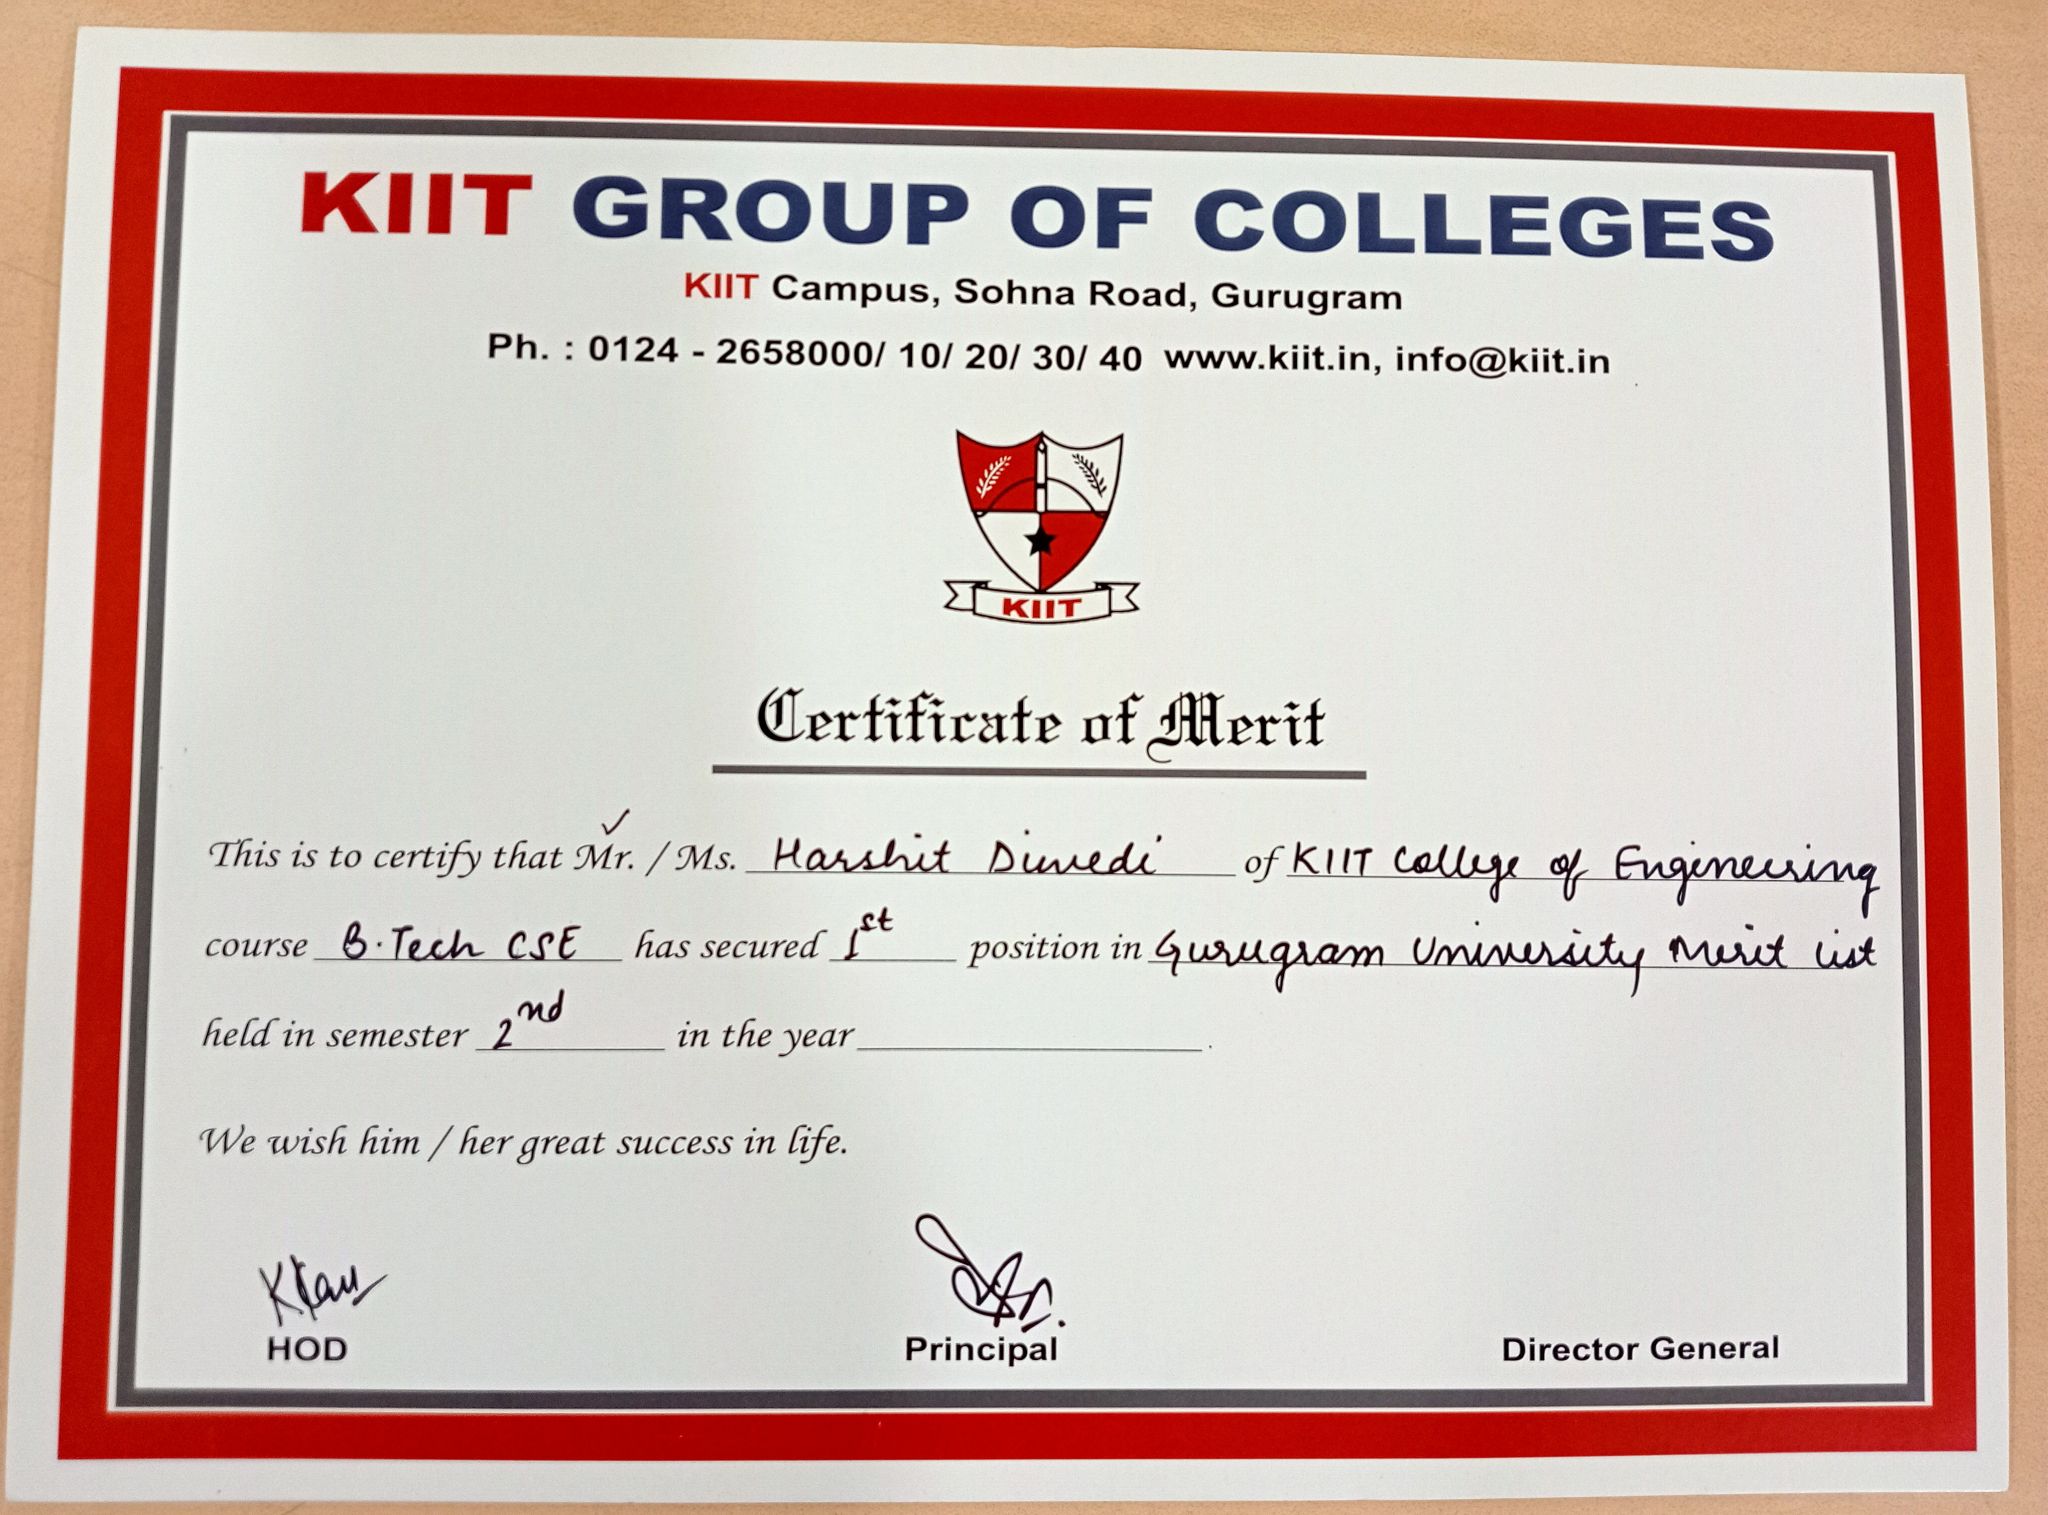 KIIT GROUP OF COLLEGES
KIIT Campus, Sohna Road, Gurugram
Ph. : 0124 - 2658000/ 10/ 20/ 30/ 40 www.kiit.in, info@kiit.in
KIIT
Certificate of Merit
This is to certify that Mr. / Ms. Harshit Diwedi of KIIT College of Engineering
course B.Tech CSE has secured 1st position in Gurugram University Merit list
held in semester 2nd in the year .
We wish him / her great success in life.
HOD Principal Director General